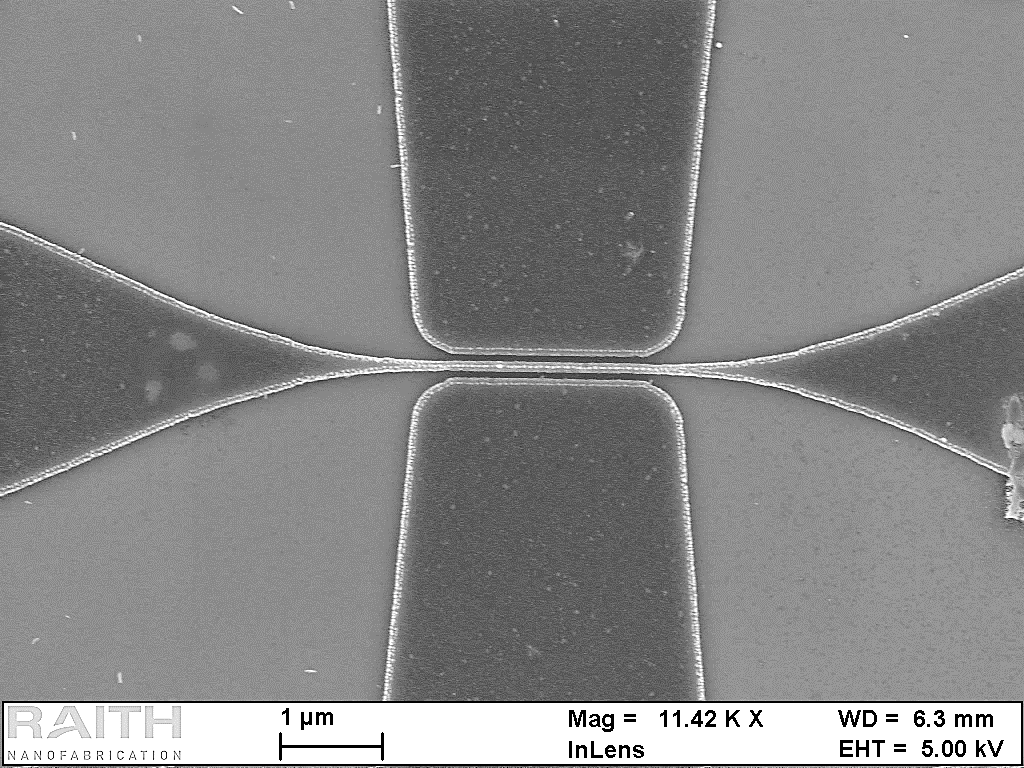 RAITH
NANOFABRICATION
1 µm
Mag = 11.42 K X
InLens
WD = 6.3 mm
EHT = 5.00 kV